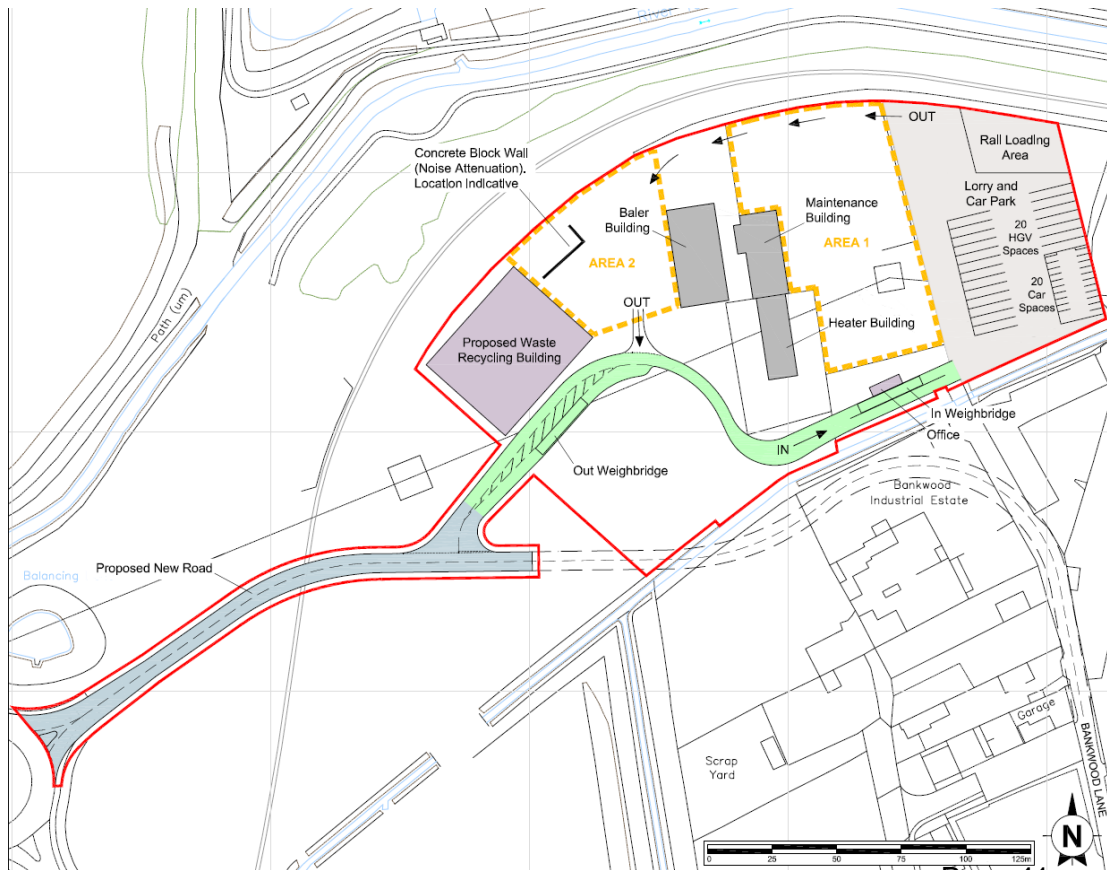 River
OUT
Rail Loading
Area
Concrete Block Wall
(Noise Attenuation).
Location Indicative
Lorry and
Car Park
Baler
Building
Maintenance
Building
20
HGV
Spaces
AREA 1
AREA 2
Path (um)
20
Car
Spaces
OUT
Heater Building
Proposed Waste
Recycling Building
In Weighbridge
Office
IN
Out Weighbridge
Bankwood
Industrial Estate
Proposed New Road
Balancing
Garage
BANKWOOD LANE
Scrap
Yard
N
0 25 50 75 100 125m